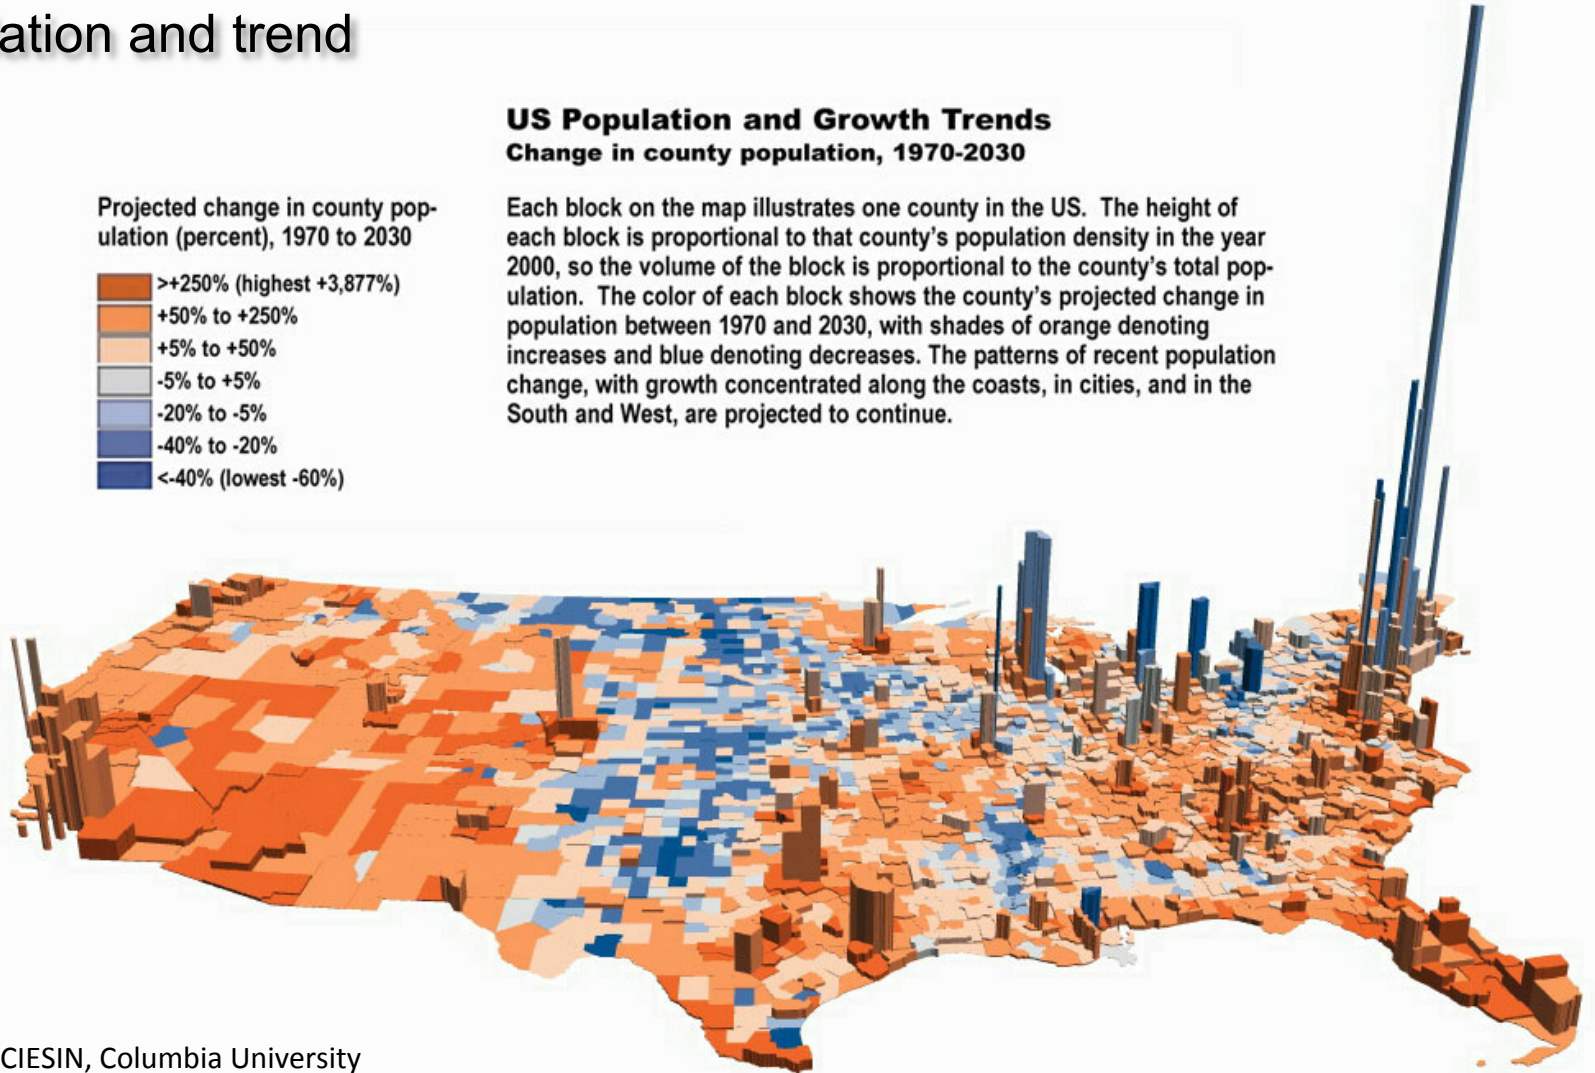 ation and trend
US Population and Growth Trends
Change in county population, 1970-2030
Projected change in county pop-
ulation (percent), 1970 to 2030
>+250% (highest +3,877%)
+50% to +250%
+5% to +50%
-5% to +5%
-20% to -5%
-40% to -20%
<-40% (lowest -60%)
Each block on the map illustrates one county in the US. The height of
each block is proportional to that county's population density in the year
2000, so the volume of the block is proportional to the county's total pop-
ulation. The color of each block shows the county's projected change in
population between 1970 and 2030, with shades of orange denoting
increases and blue denoting decreases. The patterns of recent population
change, with growth concentrated along the coasts, in cities, and in the
South and West, are projected to continue.
CIESIN, Columbia University